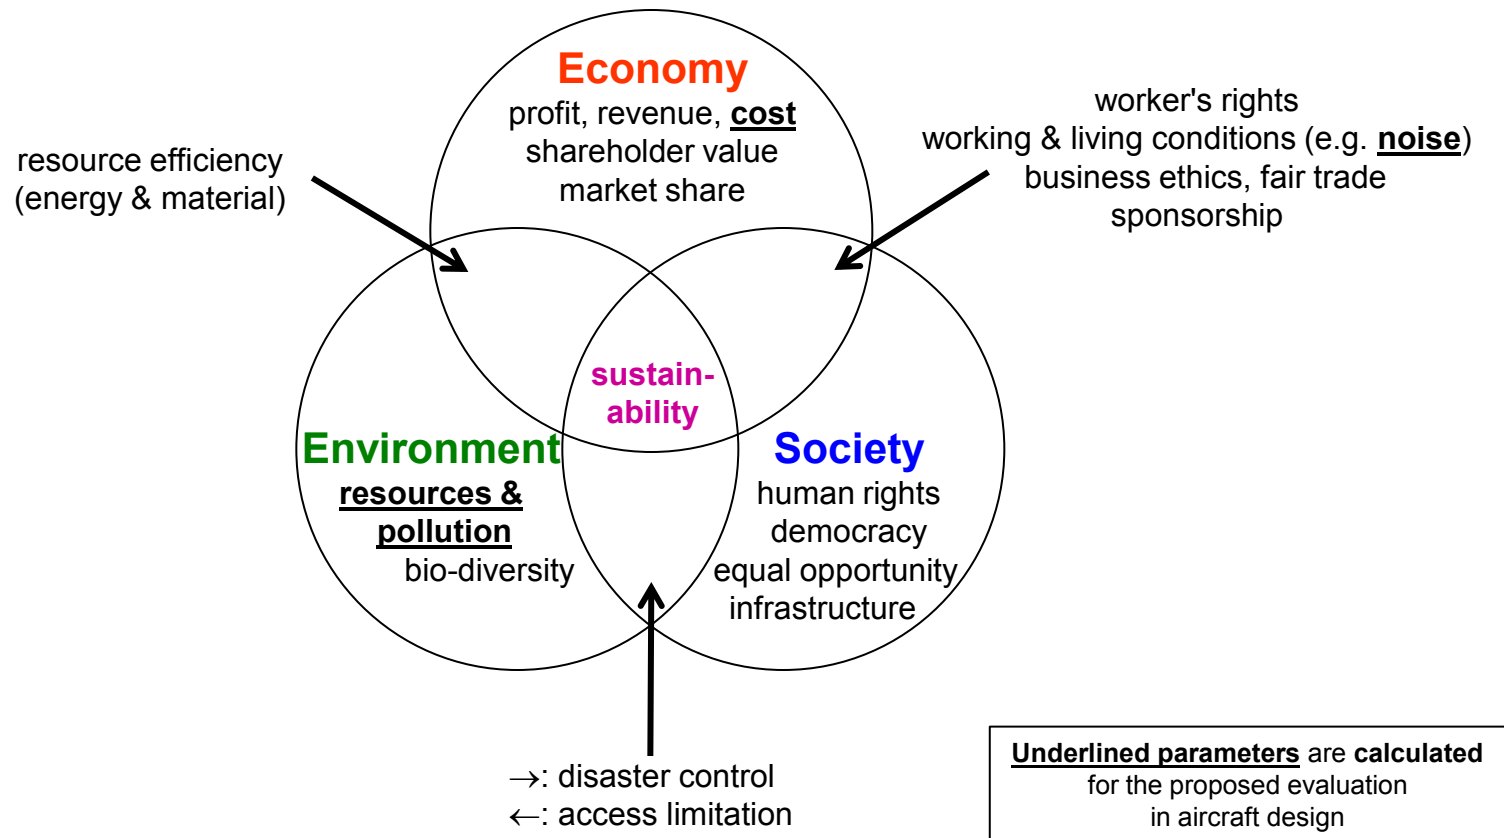 Economy
profit, revenue, cost
shareholder value
market share
resource efficiency
(energy & material)
worker's rights
working & living conditions (e.g. noise)
business ethics, fair trade
sponsorship
sustain-
ability
Environment
resources &
pollution
bio-diversity
Society
human rights
democracy
equal opportunity
infrastructure
→: disaster control
←: access limitation
Underlined parameters are calculated
for the proposed evaluation
in aircraft design